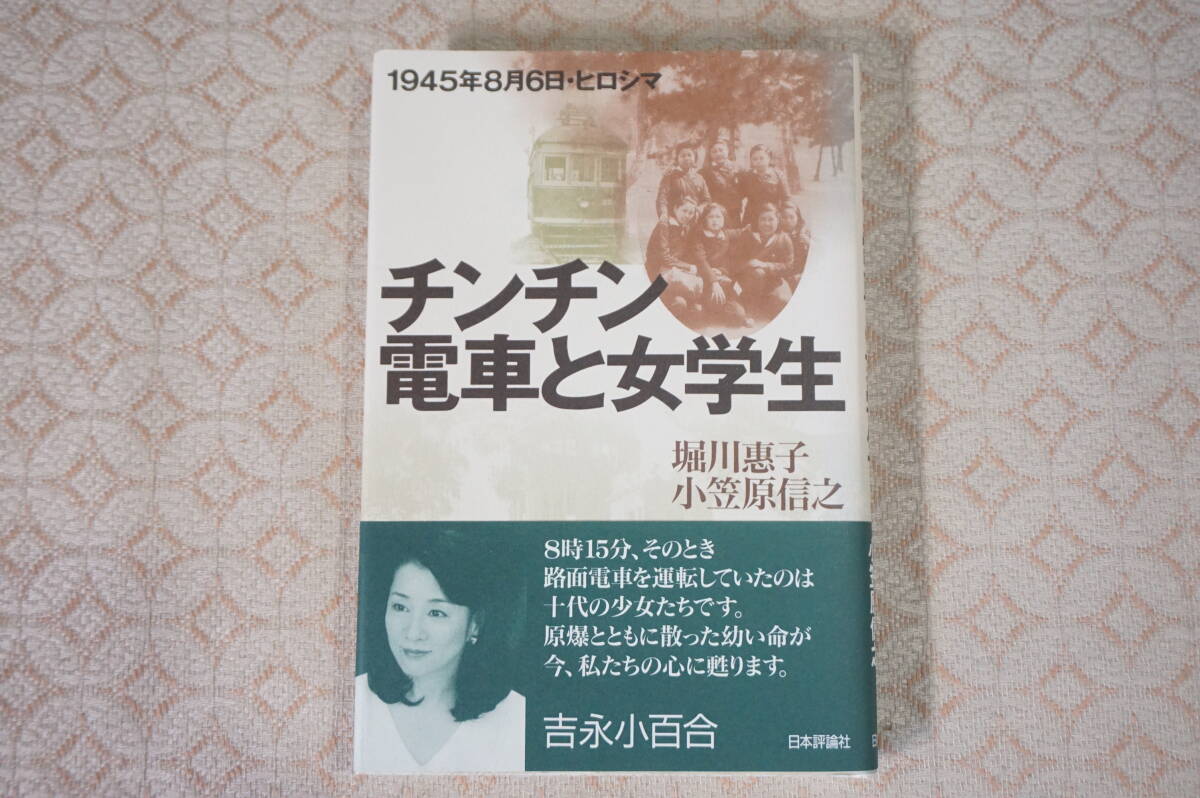 1945年8月6日・ヒロシマ
チンチン
電車と女学生
堀川惠子
小笠原信之
8時15分、そのとき
路面電車を運転していたのは
十代の少女たちです。
原爆とともに散った幼い命が
今、私たちの心に甦ります。
吉永小百合
日本評論社